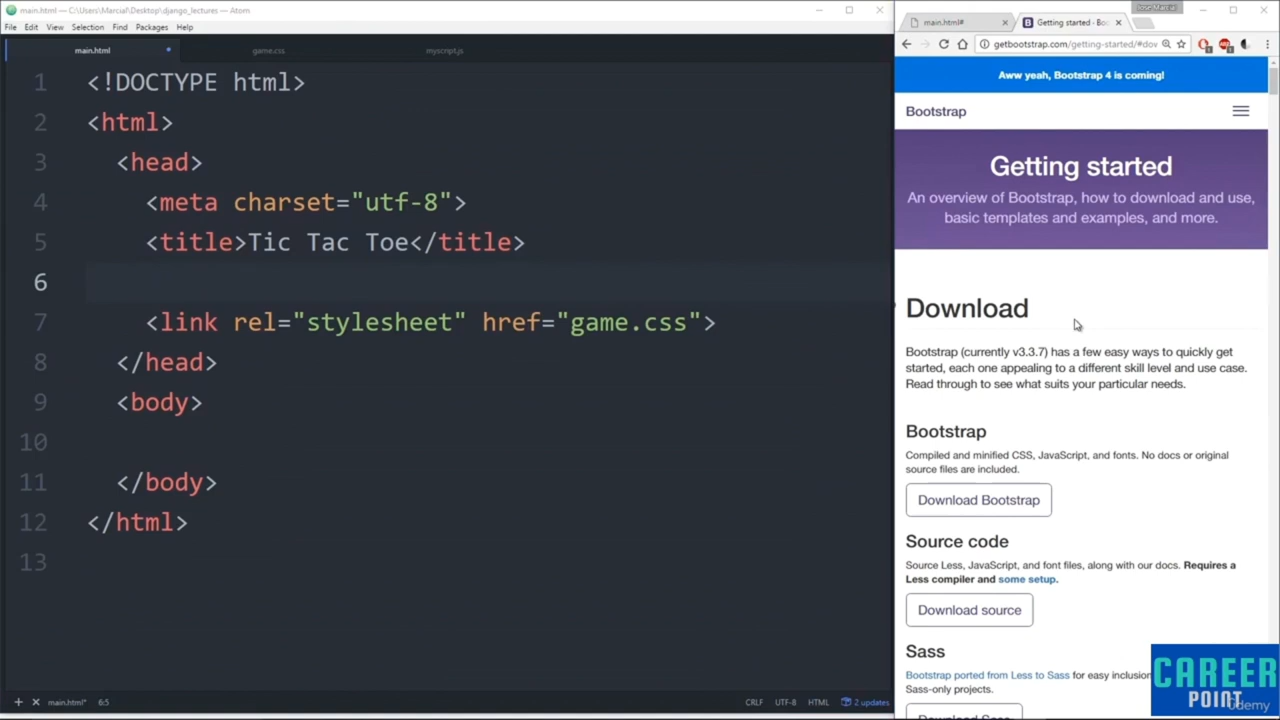 main.html — C:\Users\Marcial\Desktop\django_lectures — Atom
File Edit View Selection Find Packages Help
main.html
game.css
myscript.js
1 <!DOCTYPE html>
2 <html>
3 <head>
4 <meta charset="utf-8">
5 <title>Tic Tac Toe</title>
6
7 <link rel="stylesheet" href="game.css">
8 </head>
9 <body>
10
11 </body>
12 </html>
13
main.html* 6:5
CRLF UTF-8 HTML 2 updates
Jose Marcial
main.html#
Getting started - Boo
getbootstrap.com/getting-started/#dov
Aww yeah, Bootstrap 4 is coming!
Bootstrap
Getting started
An overview of Bootstrap, how to download and use,
basic templates and examples, and more.
Download
Bootstrap (currently v3.3.7) has a few easy ways to quickly get
started, each one appealing to a different skill level and use case.
Read through to see what suits your particular needs.
Bootstrap
Compiled and minified CSS, JavaScript, and fonts. No docs or original
source files are included.
Download Bootstrap
Source code
Source Less, JavaScript, and font files, along with our docs. Requires a
Less compiler and some setup.
Download source
Sass
Bootstrap ported from Less to Sass for easy inclusion
Sass-only projects.
Download Sass
CAREER
POINT
Udemy